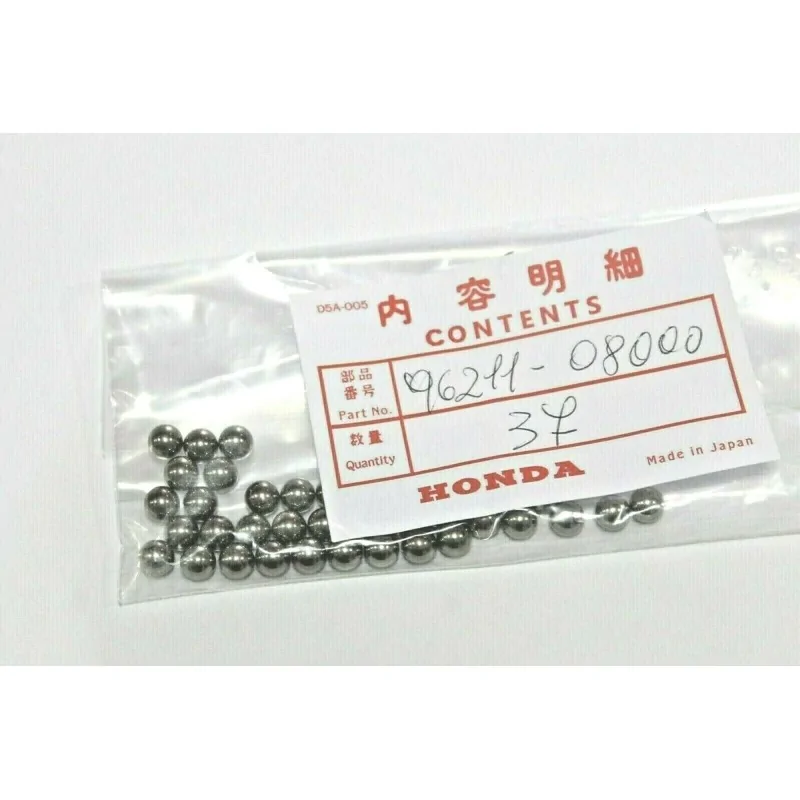 D5A-005
内容明細
CONTENTS
部品
番号
Part No.
96211-08000
数量
Quantity
37
HONDA
Made in Japan